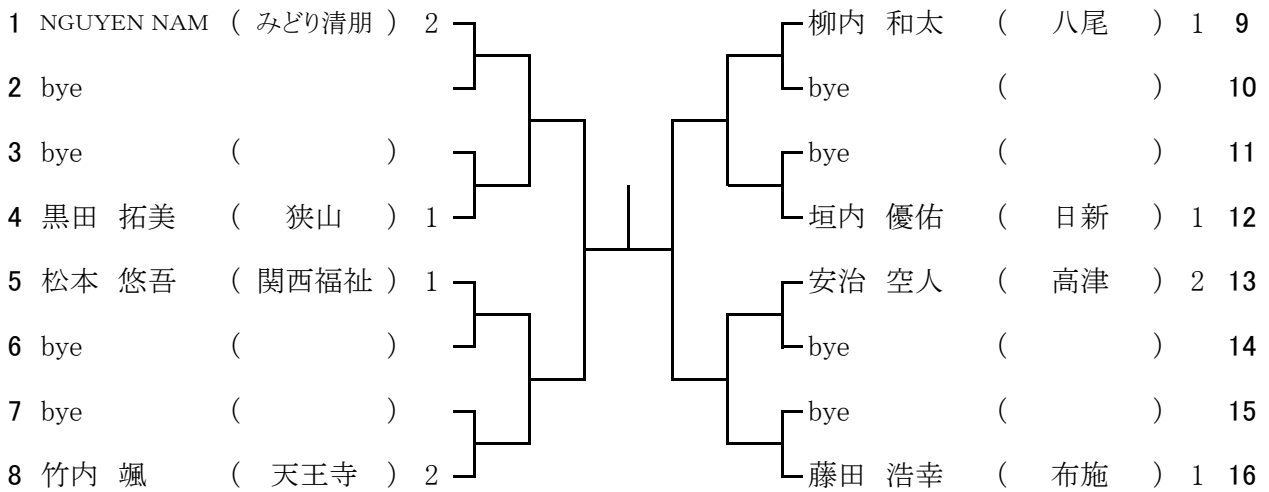 1 NGUYEN NAM ( みどり清朋 ) 2
2 bye
3 bye ( )
4 黒田 拓美 ( 狭山 ) 1
5 松本 悠吾 ( 関西福祉 ) 1
6 bye ( )
7 bye ( )
8 竹内 颯 ( 天王寺 ) 2
柳内 和太 ( 八尾 ) 1 9
bye ( ) 10
bye ( ) 11
垣内 優佑 ( 日新 ) 1 12
安治 空人 ( 高津 ) 2 13
bye ( ) 14
bye ( ) 15
藤田 浩幸 ( 布施 ) 1 16